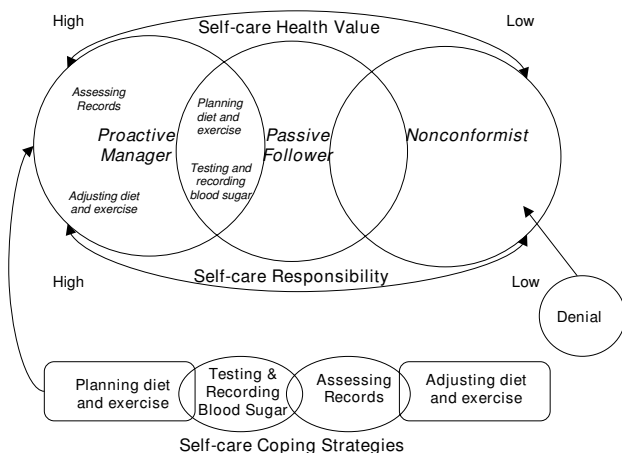 High
Self-care Health Value
Low
Assessing
Records
Planning
diet and
exercise
Proactive
Manager
Passive
Follower
Nonconformist
Testing and
recording
blood sugar
Adjusting diet
and exercise
Self-care Responsibility
High
Low
Denial
Planning diet
and exercise
Testing &
Recording
Blood Sugar
Assessing
Records
Adjusting diet
and exercise
Self-care Coping Strategies